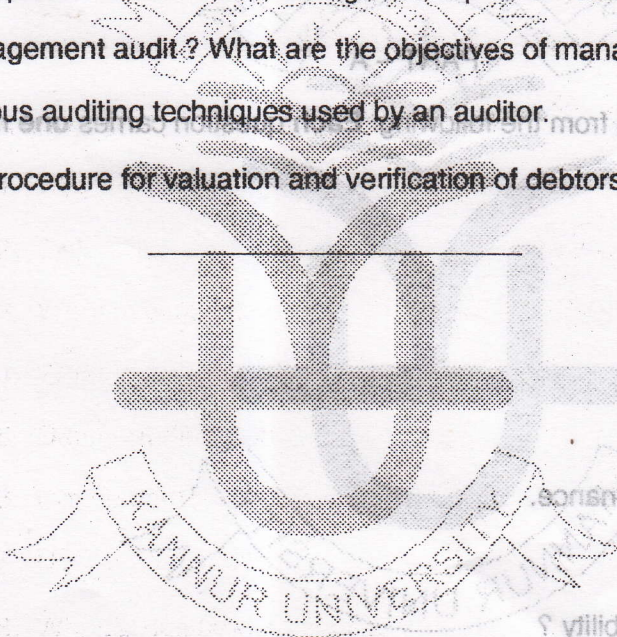 agement audit ? What are the objectives of mana
ous auditing techniques used by an auditor.
rocedure for valuation and verification of debtors
KANNUR UNIVERSITY